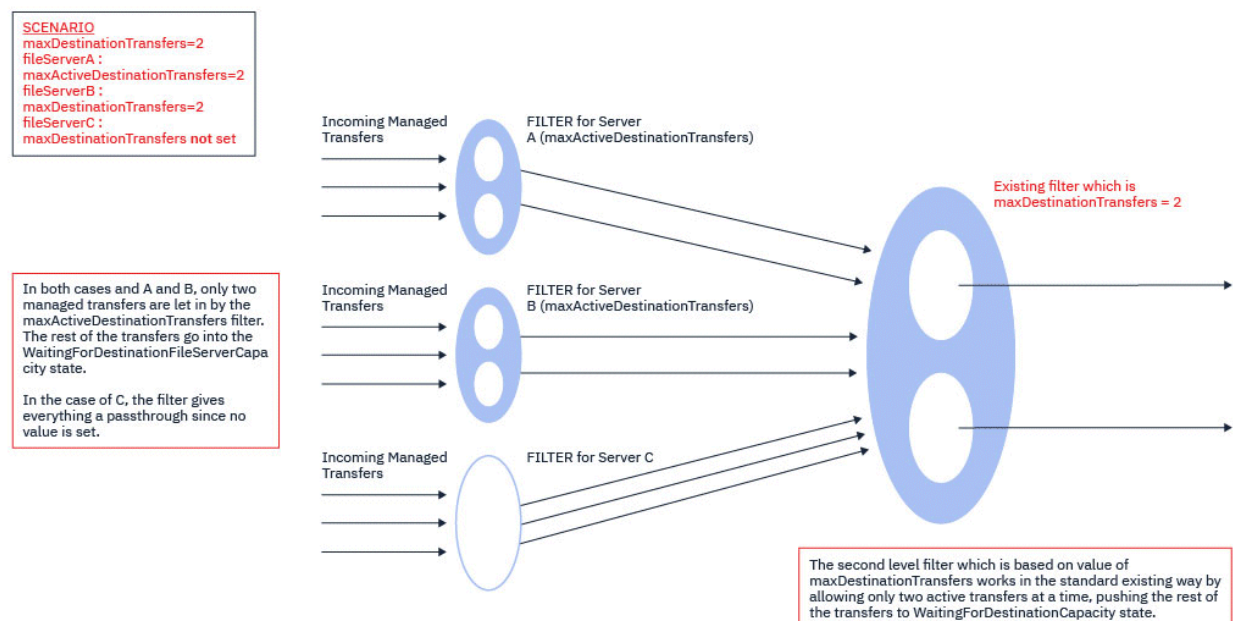 SCENARIO
maxDestinationTransfers=2
fileServerA :
maxActiveDestinationTransfers=2
fileServerB :
maxDestinationTransfers=2
fileServerC :
maxDestinationTransfers not set
Incoming Managed
Transfers
FILTER for Server
A (maxActiveDestinationTransfers)
Existing filter which is
maxDestinationTransfers = 2
In both cases and A and B, only two
managed transfers are let in by the
maxActiveDestinationTransfers filter.
The rest of the transfers go into the
WaitingForDestinationFileServerCapa
city state.
In the case of C, the filter gives
everything a passthrough since no
value is set.
Incoming Managed
Transfers
FILTER for Server
B (maxActiveDestinationTransfers)
Incoming Managed
Transfers
FILTER for Server C
The second level filter which is based on value of
maxDestinationTransfers works in the standard existing way by
allowing only two active transfers at a time, pushing the rest of
the transfers to WaitingForDestinationCapacity state.